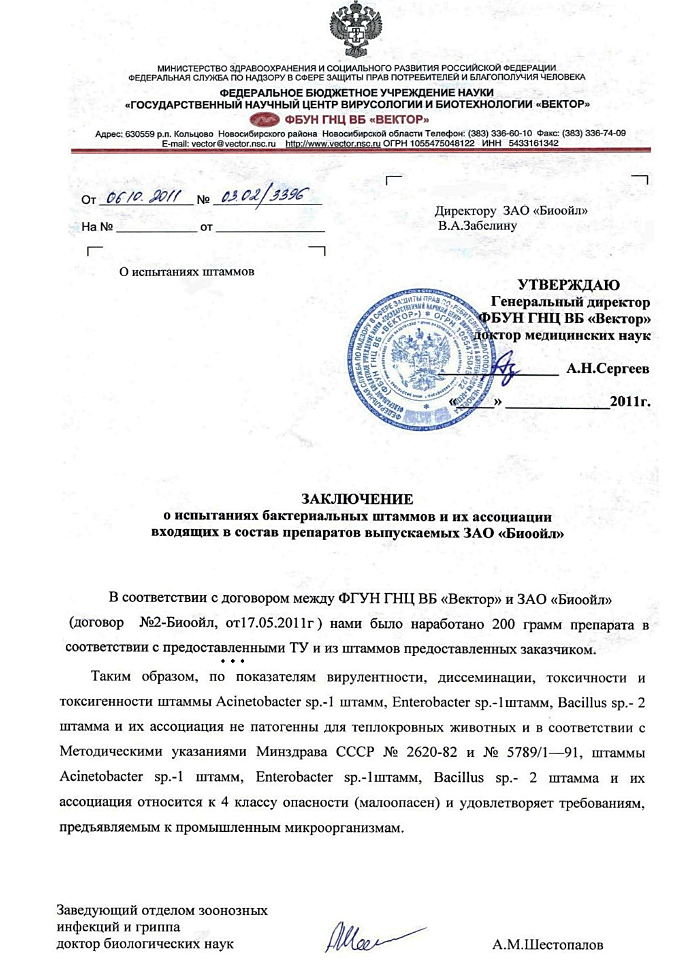 МИНИСТЕРСТВО ЗДРАВООХРАНЕНИЯ И СОЦИАЛЬНОГО РАЗВИТИЯ РОССИЙСКОЙ ФЕДЕРАЦИИ
ФЕДЕРАЛЬНАЯ СЛУЖБА ПО НАДЗОРУ В СФЕРЕ ЗАЩИТЫ ПРАВ ПОТРЕБИТЕЛЕЙ И БЛАГОПОЛУЧИЯ ЧЕЛОВЕКА
ФЕДЕРАЛЬНОЕ БЮДЖЕТНОЕ УЧРЕЖДЕНИЕ НАУКИ
«ГОСУДАРСТВЕННЫЙ НАУЧНЫЙ ЦЕНТР ВИРУСОЛОГИИ И БИОТЕХНОЛОГИИ «ВЕКТОР»
ФБУН ГНЦ ВБ «ВЕКТОР»
Адрес: 630559 р.п. Кольцово Новосибирского района Новосибирской области Телефон: (383) 336-60-10 Факс: (383) 336-74-09
E-mail: vector@vector.nsc.ru http://www.vector.nsc.ru ОГРН 1055475048122 ИНН 5433161342
От 06.10.2011 № 03.02/3396
На № ____________ от ________________
Директору ЗАО «Биоойл»
В.А.Забелину
О испытаниях штаммов
УТВЕРЖДАЮ
Генеральный директор
ФБУН ГНЦ ВБ «Вектор»
доктор медицинских наук
А.Н.Сергеев
«_____» ______________2011г.
ЗАКЛЮЧЕНИЕ
о испытаниях бактериальных штаммов и их ассоциации
входящих в состав препаратов выпускаемых ЗАО «Биоойл»
В соответствии с договором между ФГУН ГНЦ ВБ «Вектор» и ЗАО «Биоойл»
(договор №2-Биоойл, от17.05.2011г ) нами было наработано 200 грамм препарата в
соответствии с предоставленными ТУ и из штаммов предоставленных заказчиком.
...
Таким образом, по показателям вирулентности, диссеминации, токсичности и
токсигенности штаммы Acinetobacter sp.-1 штамм, Enterobacter sp.-1штамм, Bacillus sp.- 2
штамма и их ассоциация не патогенны для теплокровных животных и в соответствии с
Методическими указаниями Минздрава СССР № 2620-82 и № 5789/1—91, штаммы
Acinetobacter sp.-1 штамм, Enterobacter sp.-1штамм, Bacillus sp.- 2 штамма и их
ассоциация относится к 4 классу опасности (малоопасен) и удовлетворяет требованиям,
предъявляемым к промышленным микроорганизмам.
Заведующий отделом зоонозных
инфекций и гриппа
доктор биологических наук
А.М.Шестопалов